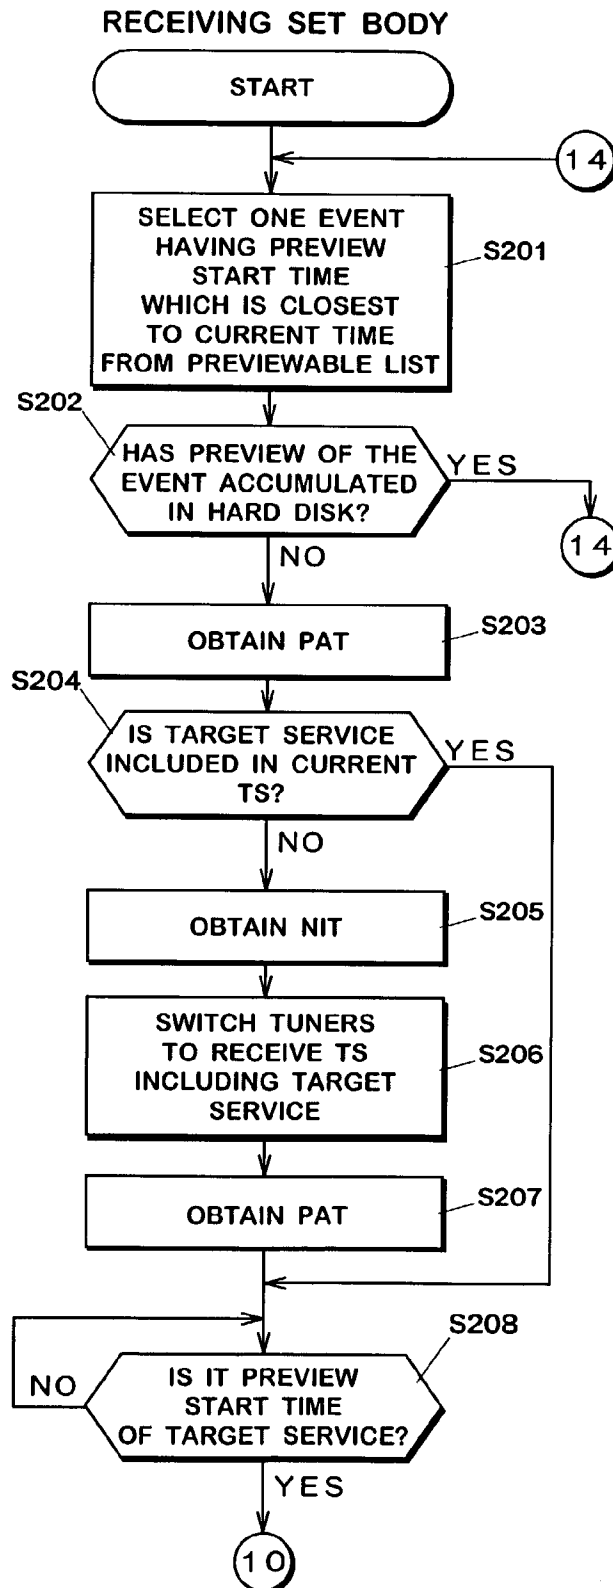 RECEIVING SET BODY
START
14
SELECT ONE EVENT
HAVING PREVIEW
START TIME
WHICH IS CLOSEST
TO CURRENT TIME
FROM PREVIEWABLE LIST
S201
S202
HAS PREVIEW OF THE
EVENT ACCUMULATED
IN HARD DISK?
YES
14
NO
OBTAIN PAT
S203
S204
IS TARGET SERVICE
INCLUDED IN CURRENT
TS?
YES
NO
OBTAIN NIT
S205
SWITCH TUNERS
TO RECEIVE TS
INCLUDING TARGET
SERVICE
S206
OBTAIN PAT
S207
S208
IS IT PREVIEW
START TIME
OF TARGET SERVICE?
NO
YES
10